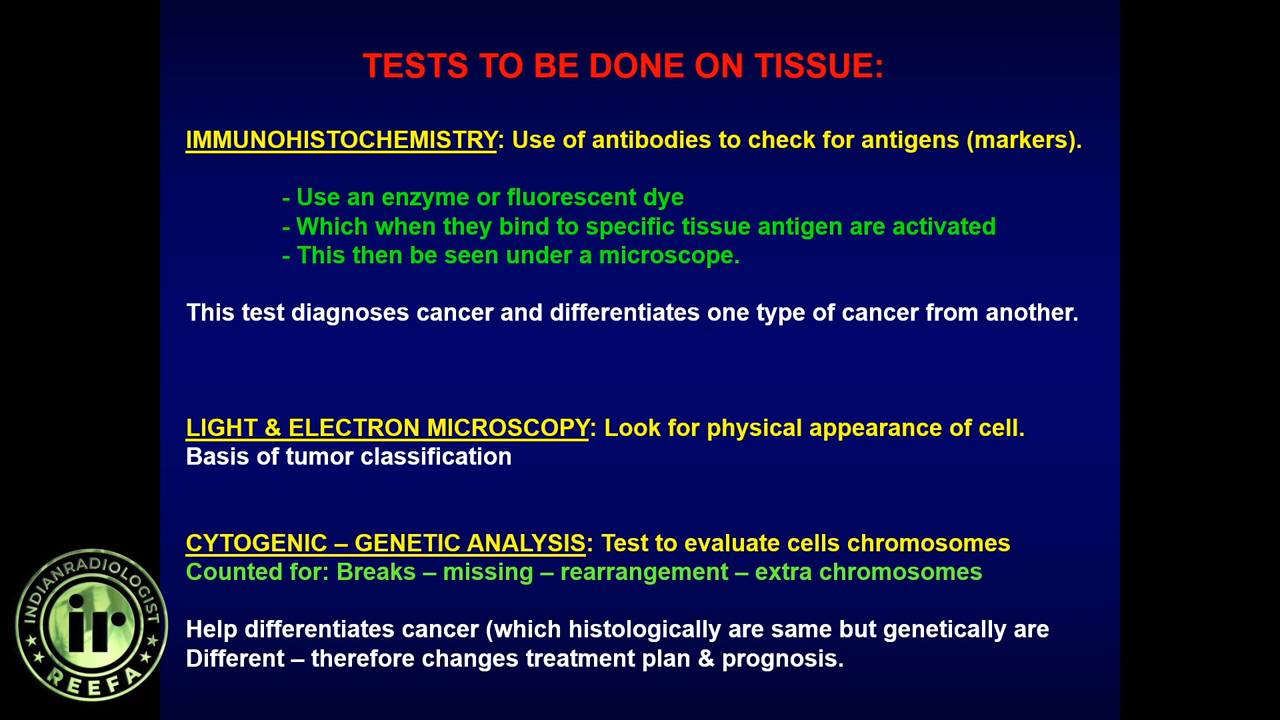 TESTS TO BE DONE ON TISSUE:
IMMUNOHISTOCHEMISTRY: Use of antibodies to check for antigens (markers).
- Use an enzyme or fluorescent dye
- Which when they bind to specific tissue antigen are activated
- This then be seen under a microscope.
This test diagnoses cancer and differentiates one type of cancer from another.
LIGHT & ELECTRON MICROSCOPY: Look for physical appearance of cell.
Basis of tumor classification
CYTOGENIC – GENETIC ANALYSIS: Test to evaluate cells chromosomes
Counted for: Breaks – missing – rearrangement – extra chromosomes
Help differentiates cancer (which histologically are same but genetically are
Different – therefore changes treatment plan & prognosis.
INDIANRADIOLOGIST
ir
REEFA